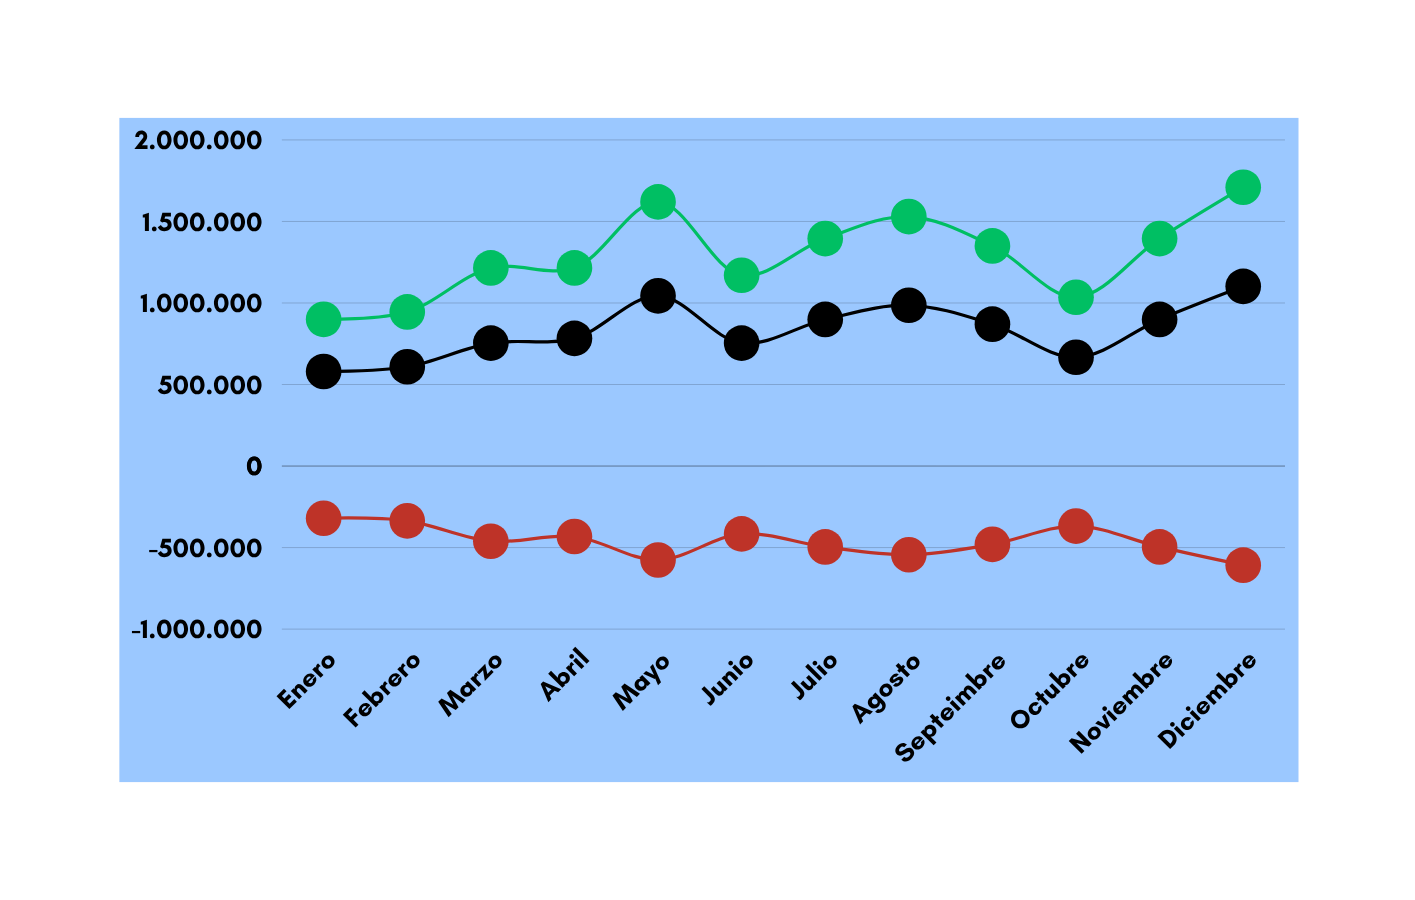 2.000.000
1.500.000
1.000.000
500.000
0
-500.000
-1.000.000
Enero
Febrero
Marzo
Abril
Mayo
Junio
Julio
Agosto
Septeimbre
Octubre
Noviembre
Diciembre